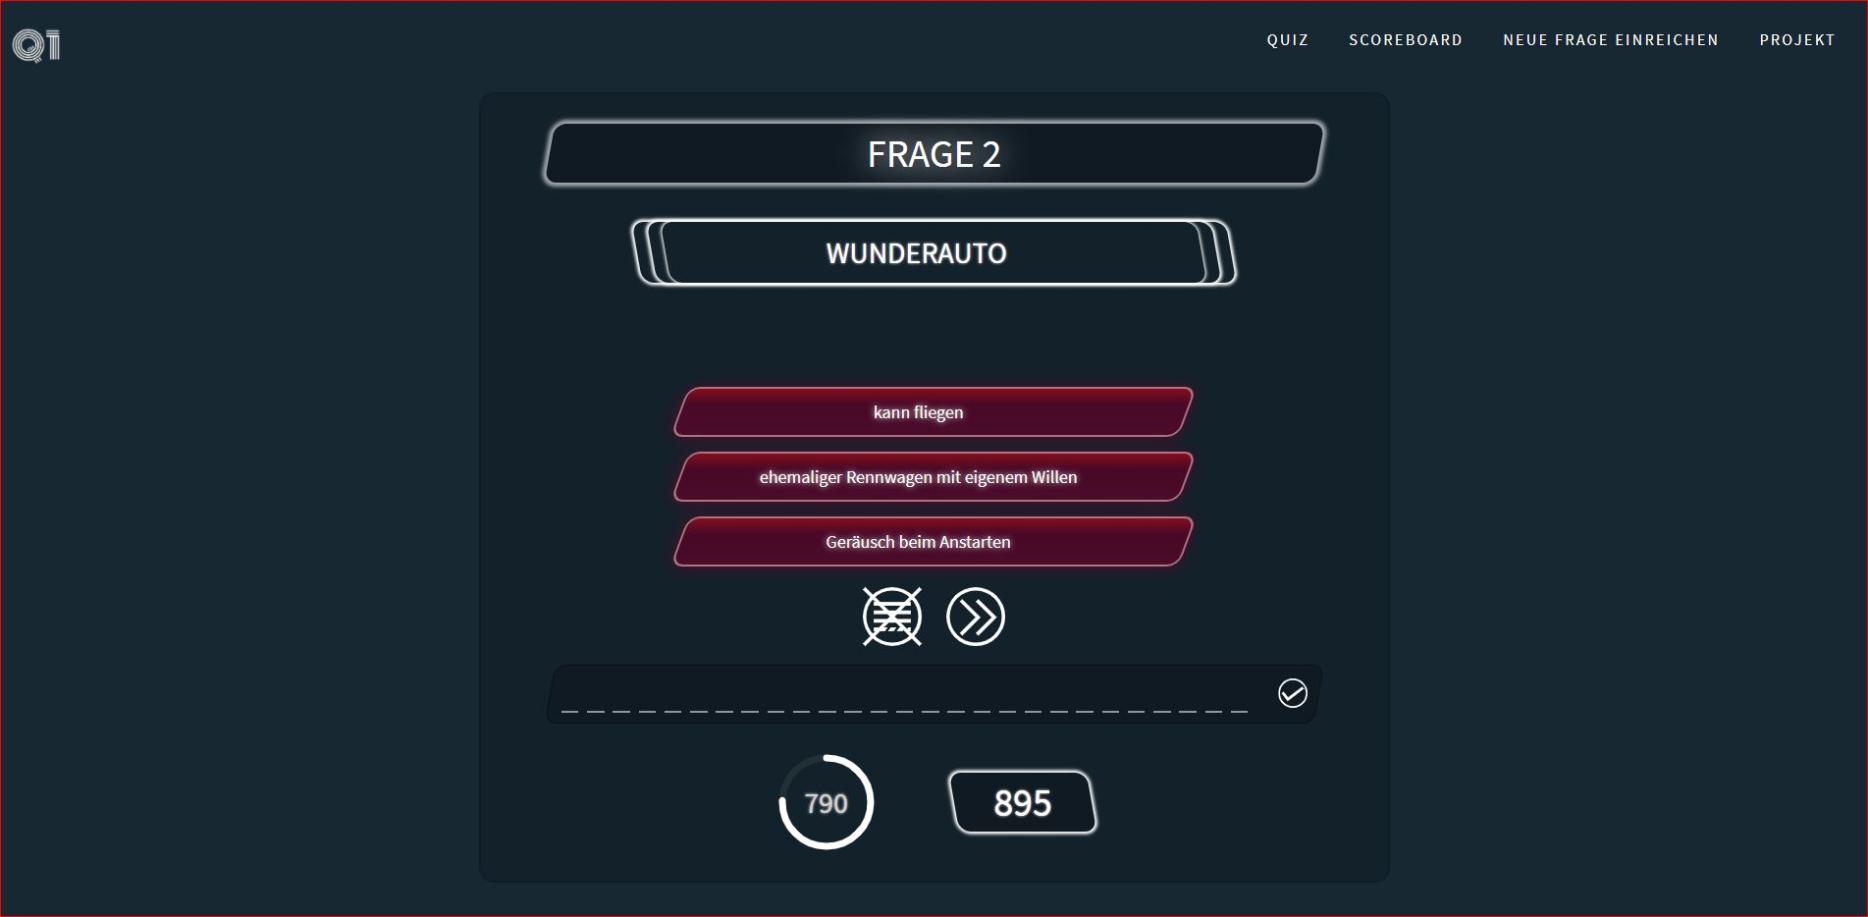 Q1
QUIZ SCOREBOARD NEUE FRAGE EINREICHEN PROJEKT
FRAGE 2
WUNDERAUTO
kann fliegen
ehemaliger Rennwagen mit eigenem Willen
Geräusch beim Anstarten
790
895